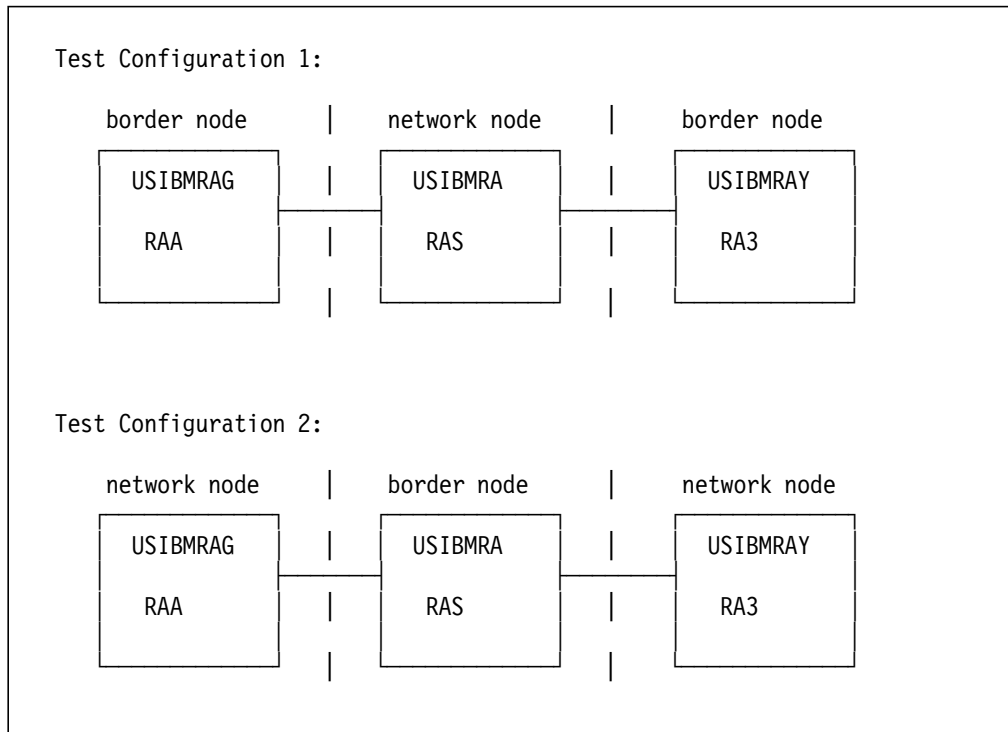 Test Configuration 1:
border node | network node | border node
USIBMRAG | USIBMRA | USIBMRAY
RAA | RAS | RA3
Test Configuration 2:
network node | border node | network node
USIBMRAG | USIBMRA | USIBMRAY
RAA | RAS | RA3